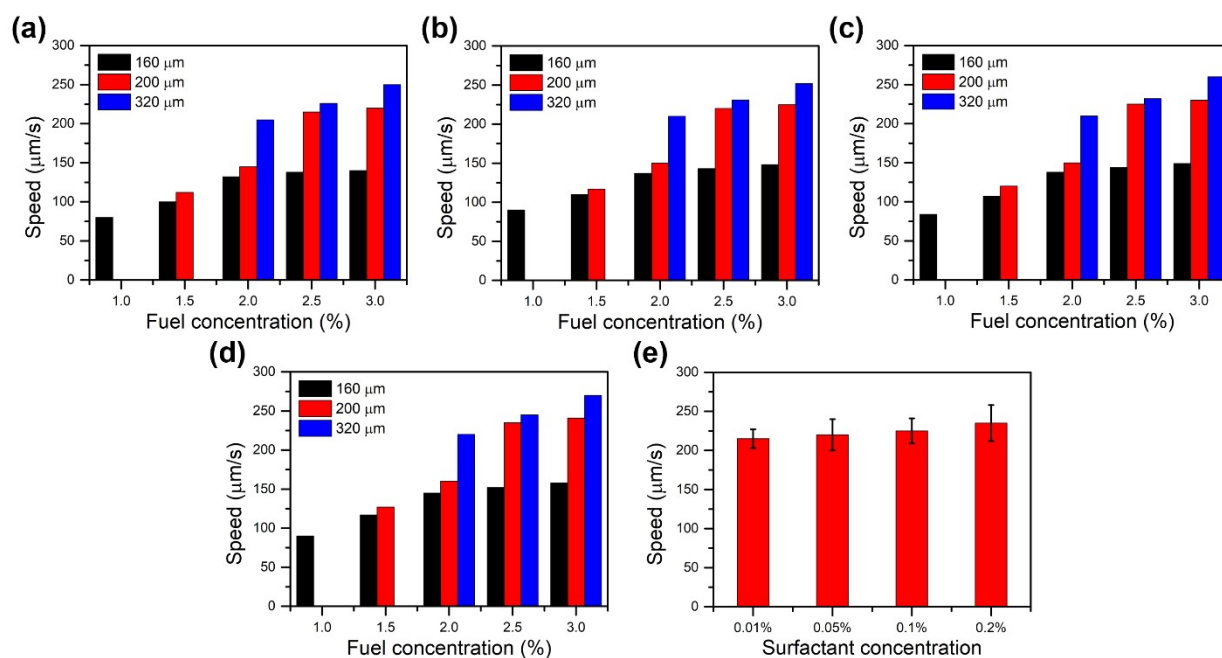 (a)
300
250
200
150
100
50
0
Speed (μm/s)
160 μm
200 μm
320 μm
1.0 1.5 2.0 2.5 3.0
Fuel concentration (%)
(b)
300
250
200
150
100
50
0
Speed (μm/s)
160 μm
200 μm
320 μm
1.0 1.5 2.0 2.5 3.0
Fuel concentration (%)
(c)
300
250
200
150
100
50
0
Speed (μm/s)
160 μm
200 μm
320 μm
1.0 1.5 2.0 2.5 3.0
Fuel concentration (%)
(d)
300
250
200
150
100
50
0
Speed (μm/s)
160 μm
200 μm
320 μm
1.0 1.5 2.0 2.5 3.0
Fuel concentration (%)
(e)
300
250
200
150
100
50
0
Speed (μm/s)
0.01% 0.05% 0.1% 0.2%
Surfactant concentration